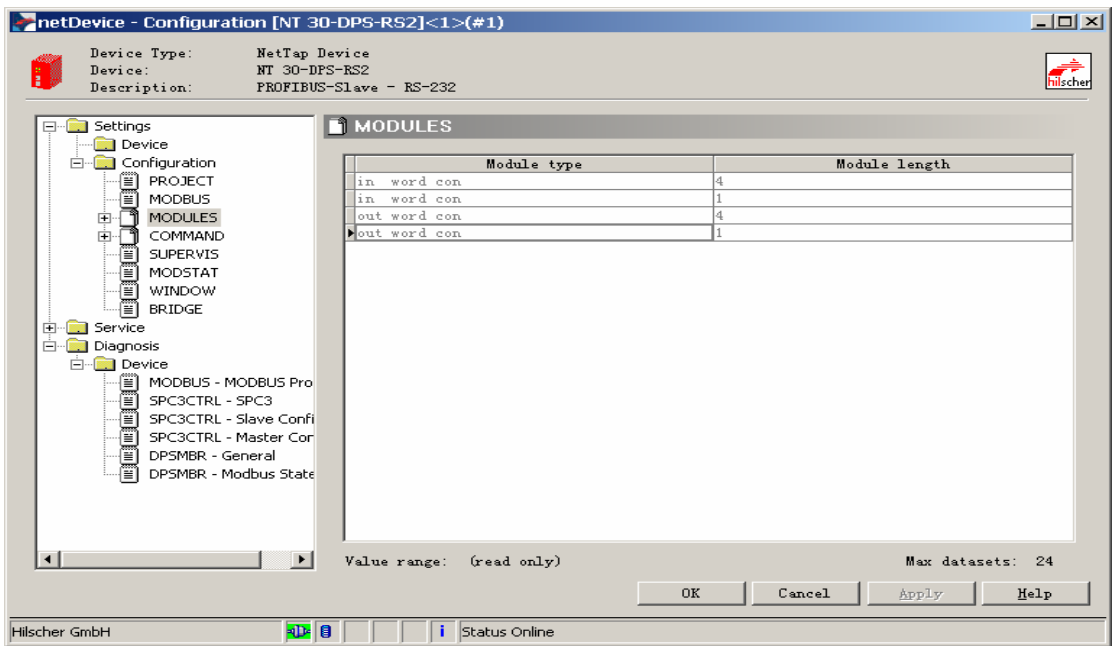 netDevice - Configuration [NT 30-DPS-RS2]<1>(#1)
Device Type: NetTap Device
Device: NT 30-DPS-RS2
Description: PROFIBUS-Slave - RS-232
hilscher
Settings
Device
Configuration
PROJECT
MODBUS
MODULES
COMMAND
SUPERVIS
MODSTAT
WINDOW
BRIDGE
Service
Diagnosis
Device
MODBUS - MODBUS Pro
SPC3CTRL - SPC3
SPC3CTRL - Slave Confi
SPC3CTRL - Master Cor
DPSMBR - General
DPSMBR - Modbus State
MODULES
Module type Module length
in word con 4
in word con 1
out word con 4
out word con 1
Value range: (read only) Max datasets: 24
OK Cancel Apply Help
Hilscher GmbH Status Online